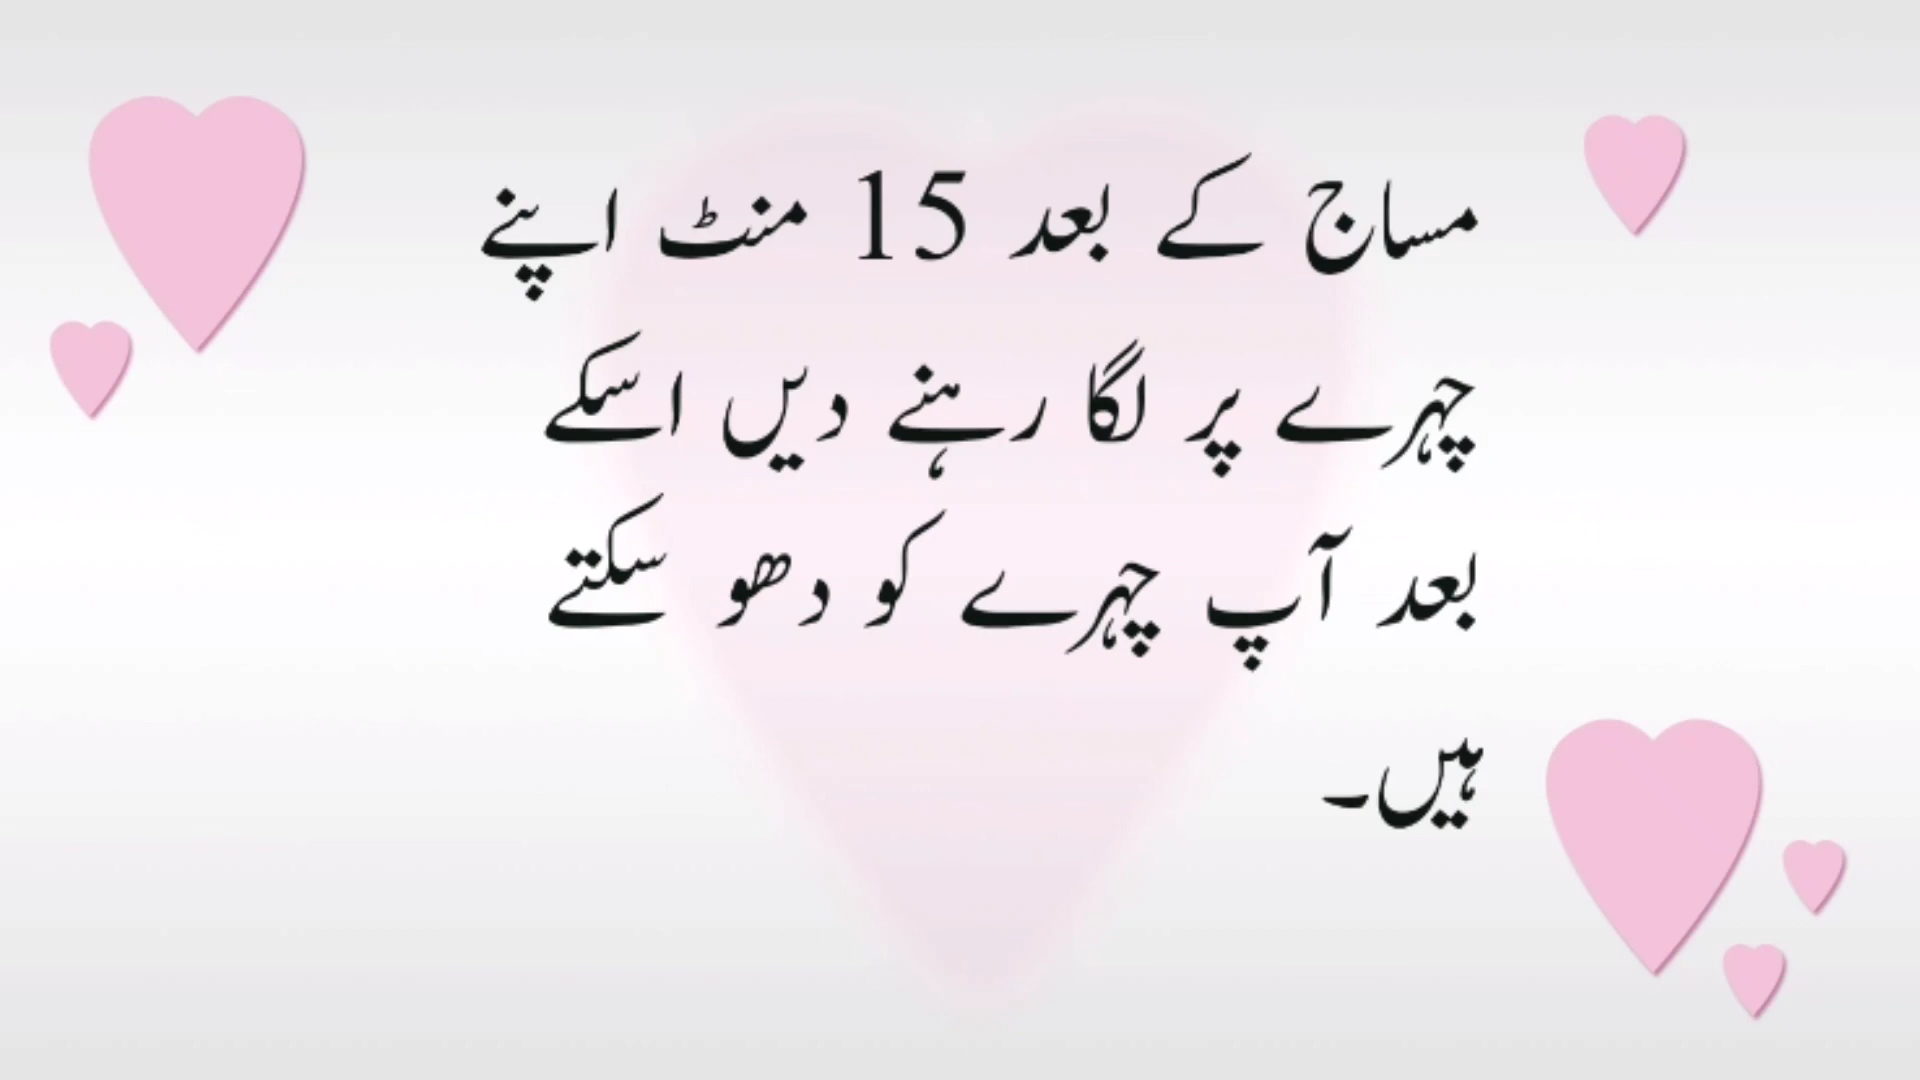 مساج کے بعد 15 منٹ اپنے
چہرے پر لگا رہنے دیں اسکے
بعد آپ چہرے کو دھو سکتے
ہیں۔